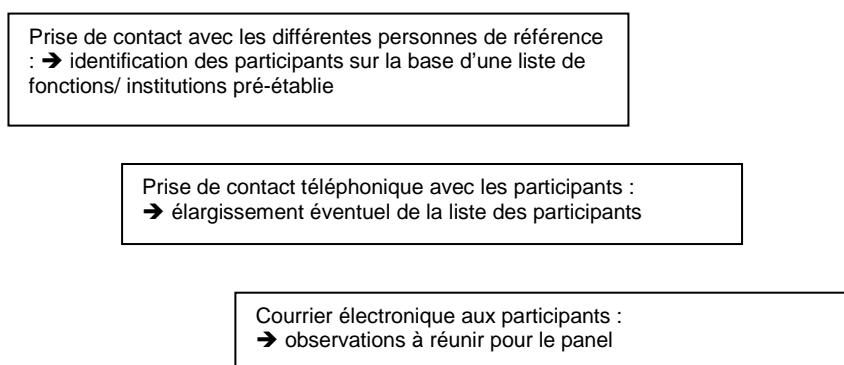 Prise de contact avec les différentes personnes de référence
: ➔ identification des participants sur la base d’une liste de
fonctions/ institutions pré-établie
Prise de contact téléphonique avec les participants :
➔ élargissement éventuel de la liste des participants
Courrier électronique aux participants :
➔ observations à réunir pour le panel